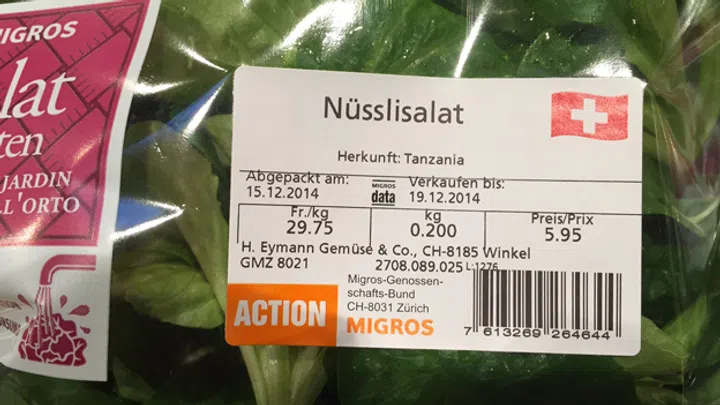 MIGROS
lat
ten
JARDIN
L'ORTO
Nüsslisalat
Herkunft: Tanzania
Abgepackt am:
15.12.2014
MIGROS
data
Verkaufen bis:
19.12.2014
Fr./kg
29.75
kg
0.200
Preis/Prix
5.95
H. Eymann Gemüse & Co., CH-8185 Winkel
GMZ 8021
2708.089.025 L:1276
ACTION
Migros-Genossen-
schafts-Bund
CH-8031 Zürich
MIGROS
7 613269 264644